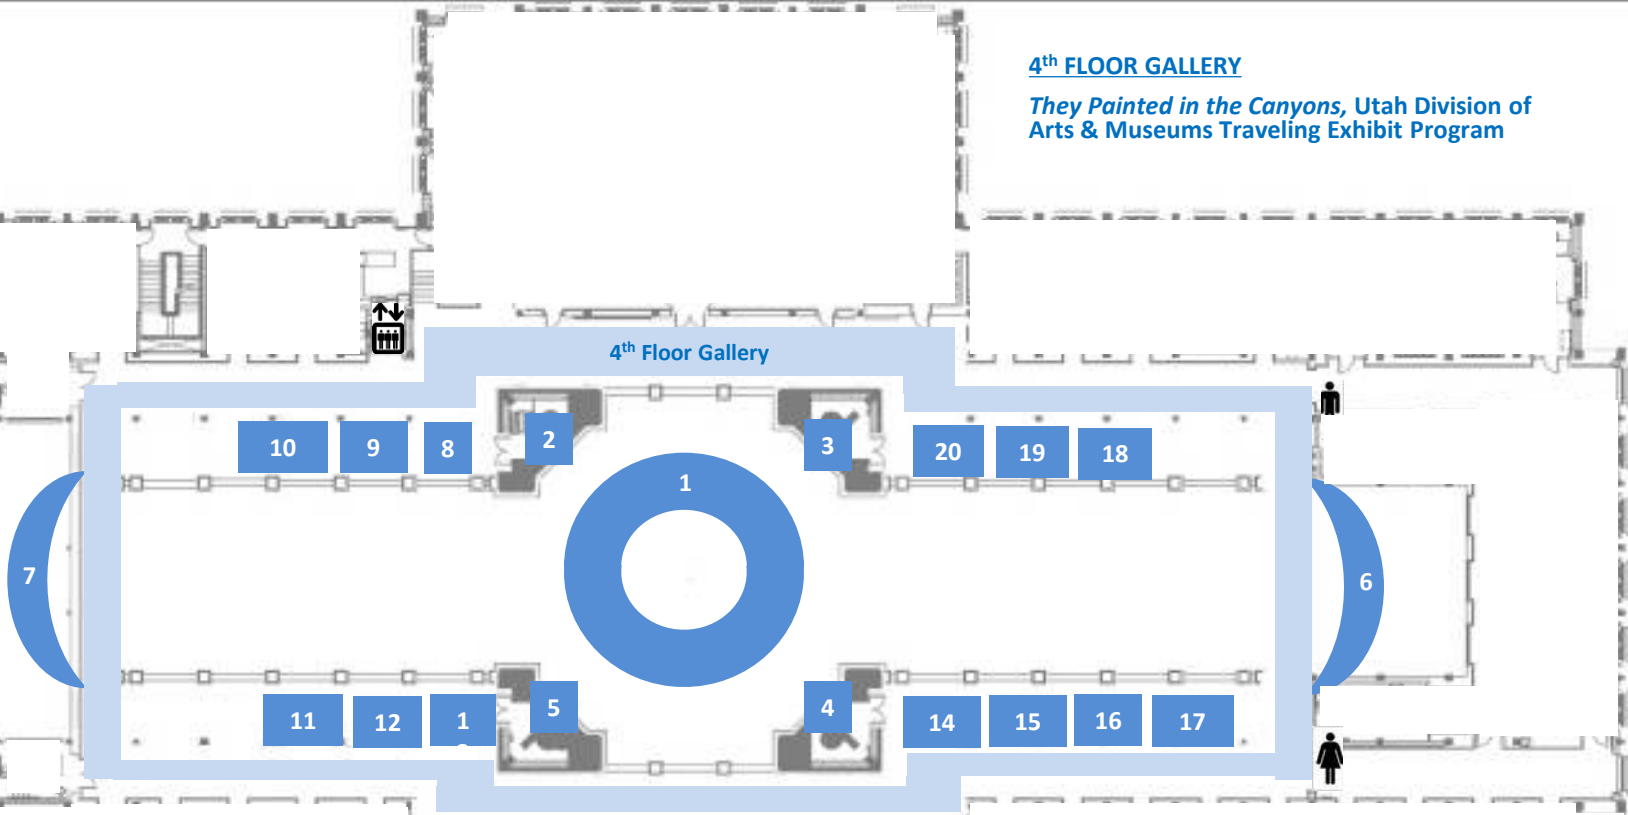 4th FLOOR GALLERY
They Painted in the Canyons, Utah Division of
Arts & Museums Traveling Exhibit Program
4th Floor Gallery
10 9 8 2 3 20 19 18
1
7 6
11 12 1 5 4 14 15 16 17